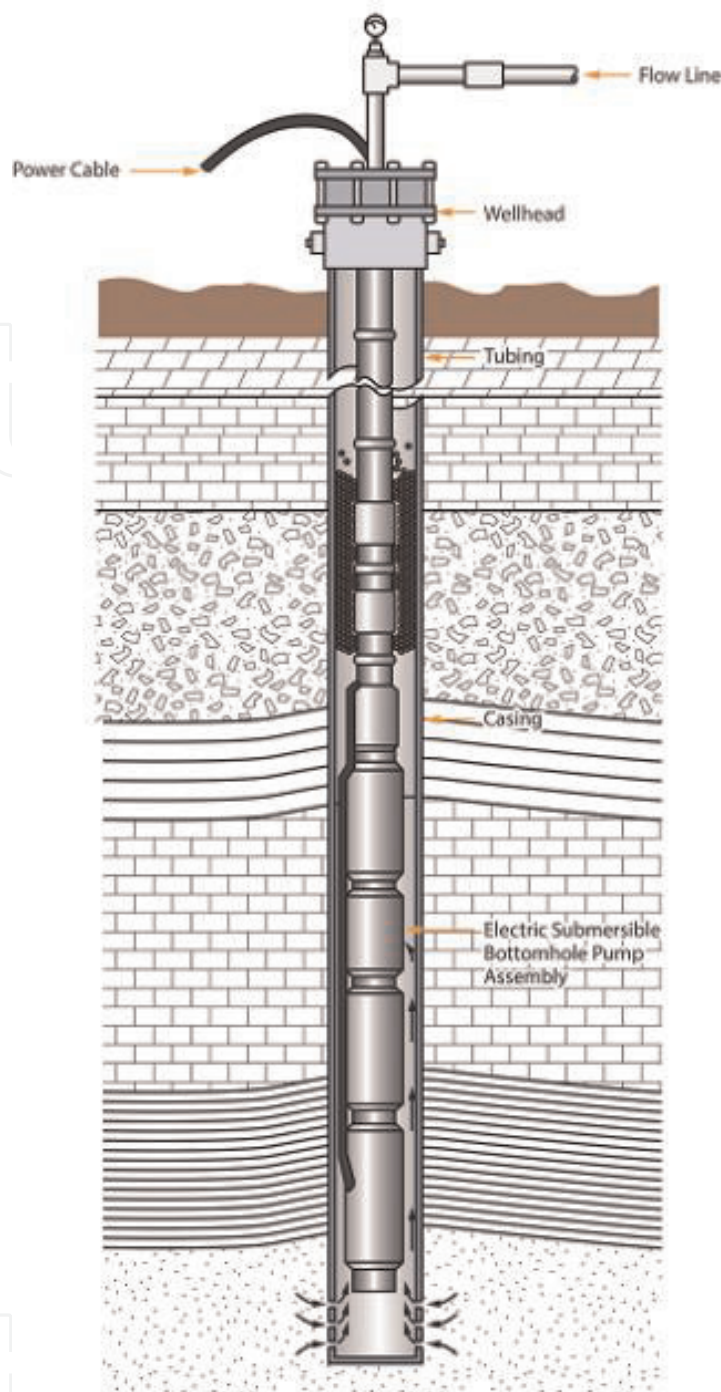 Flow Line
Power Cable
Wellhead
Tubing
Casing
Electric Submersible
Bottomhole Pump
Assembly